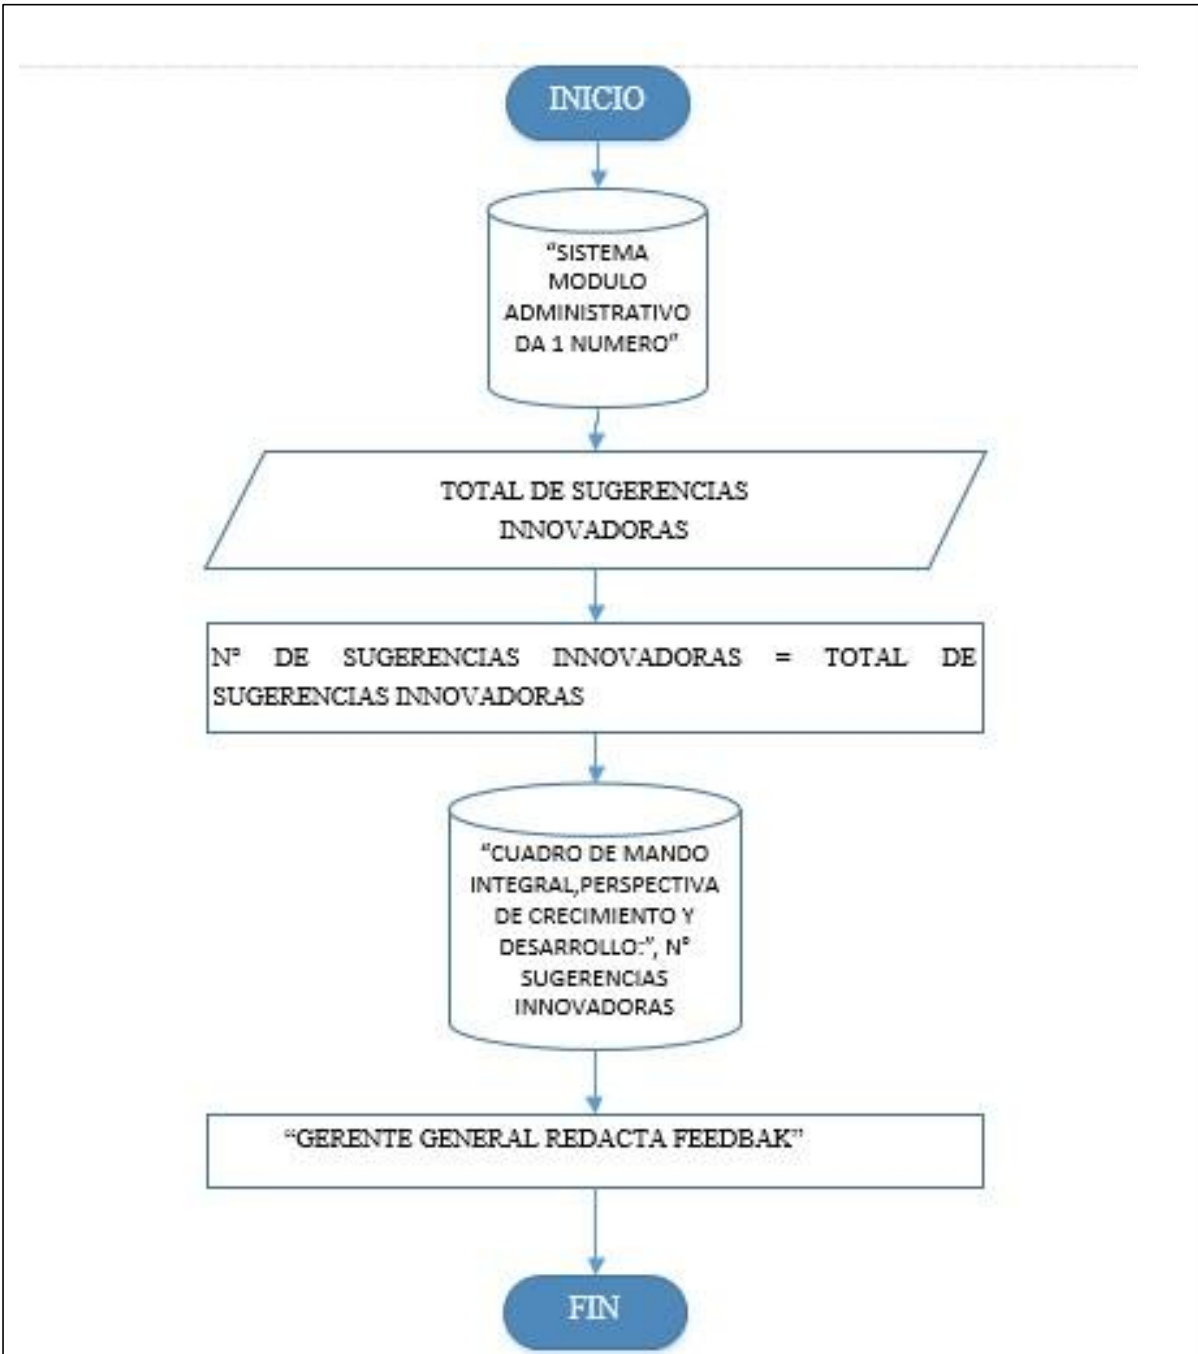 INICIO
"SISTEMA
MODULO
ADMINISTRATIVO
DA 1 NUMERO"
TOTAL DE SUGERENCIAS
INNOVADORAS
N° DE SUGERENCIAS INNOVADORAS = TOTAL DE
SUGERENCIAS INNOVADORAS
"CUADRO DE MANDO
INTEGRAL,PERSPECTIVA
DE CRECIMIENTO Y
DESARROLLO:", N°
SUGERENCIAS
INNOVADORAS
"GERENTE GENERAL REDACTA FEEDBAK"
FIN